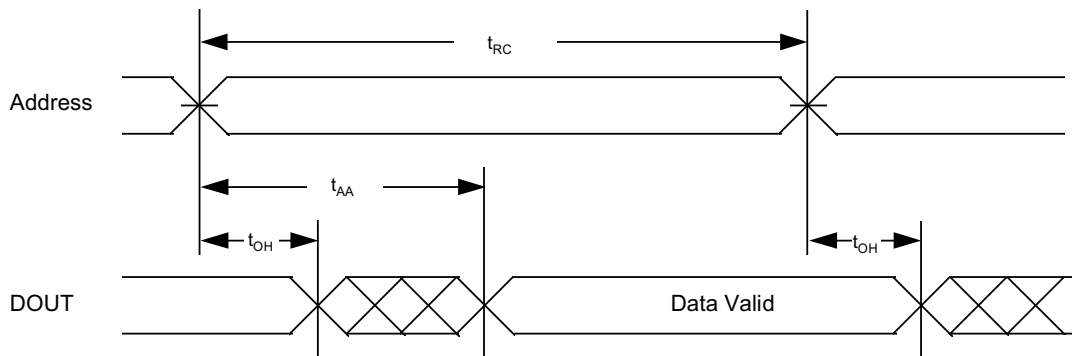 tRC
Address
tAA
tOH
tOH
DOUT
Data Valid